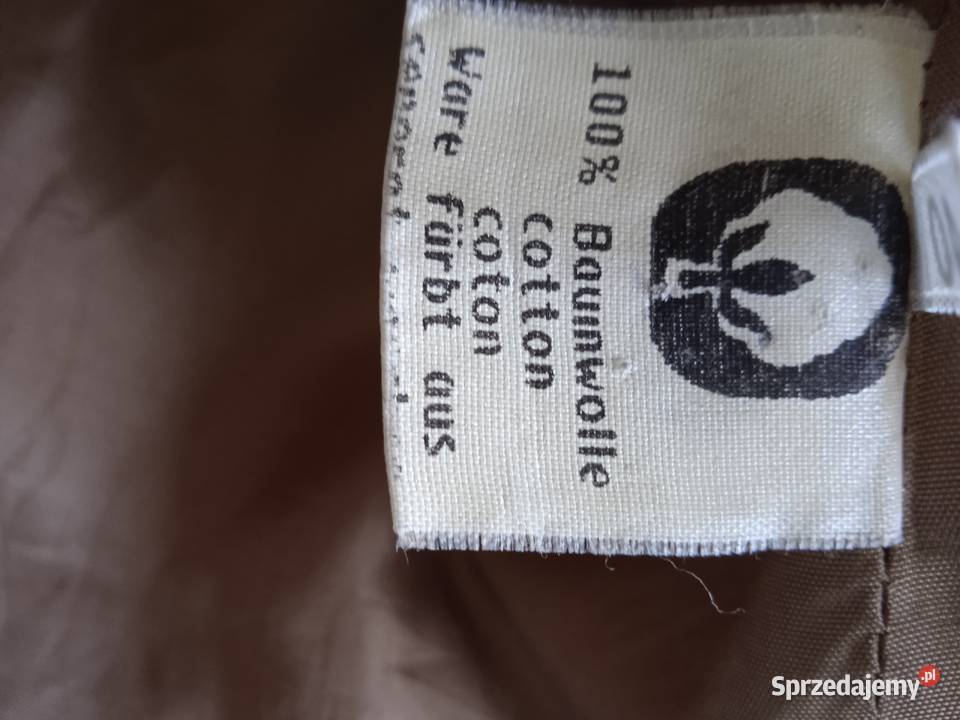 100% Baumwolle
cotton
coton
Ware färbt aus
Sprzedajemy.pl